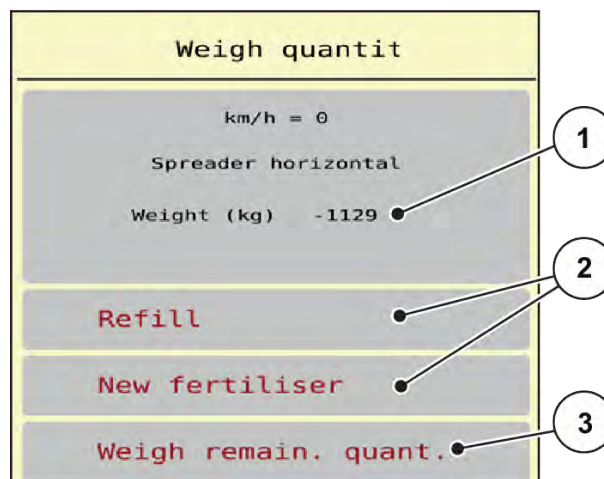 Weigh quantit
km/h = 0
Spreader horizontal
1
Weight (kg) -1129
2
Refill
New fertiliser
3
Weigh remain. quant.